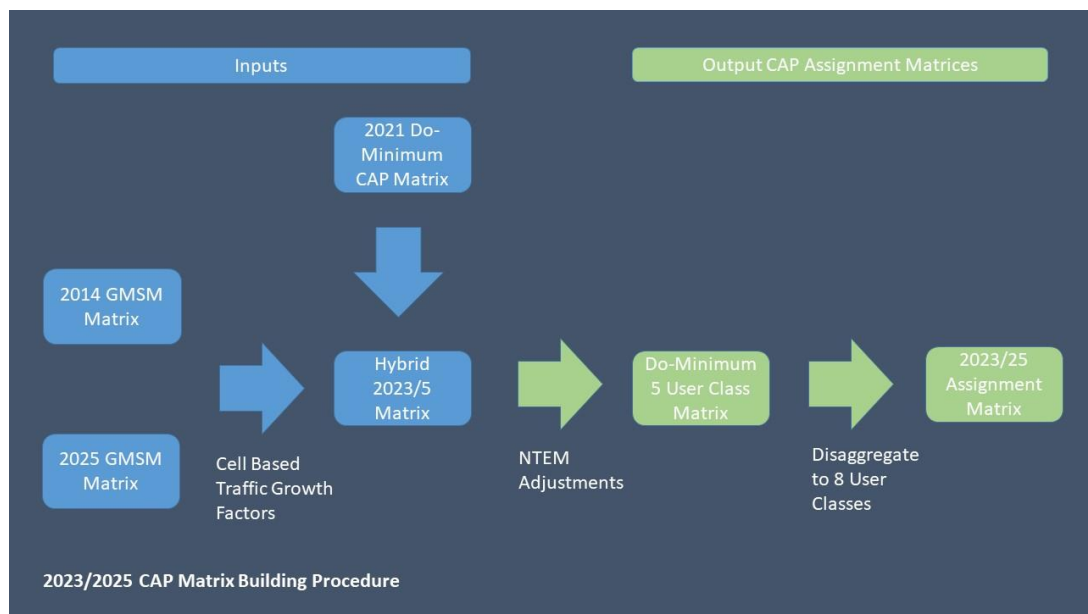 Inputs
Output CAP Assignment Matrices
2021 Do-
Minimum
CAP Matrix
2014 GMSM
Matrix
2025 GMSM
Matrix
Cell Based
Traffic Growth
Factors
Hybrid
2023/5
Matrix
NTEM
Adjustments
Do-Minimum
5 User Class
Matrix
Disaggregate
to 8 User
Classes
2023/25
Assignment
Matrix
2023/2025 CAP Matrix Building Procedure